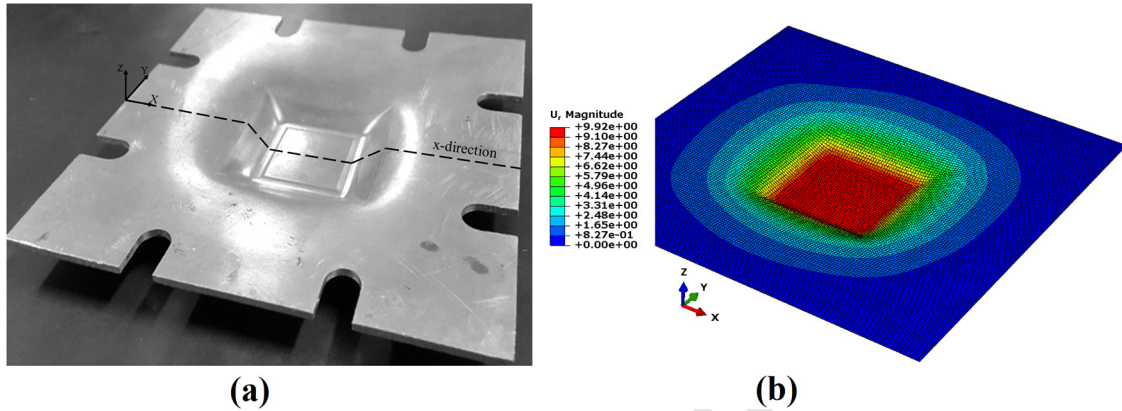 Z
Y
X
x-direction
U, Magnitude
+9.92e+00
+9.10e+00
+8.27e+00
+7.44e+00
+6.62e+00
+5.79e+00
+4.96e+00
+4.14e+00
+3.31e+00
+2.48e+00
+1.65e+00
+8.27e-01
+0.00e+00
Z
Y
X
(a)
(b)